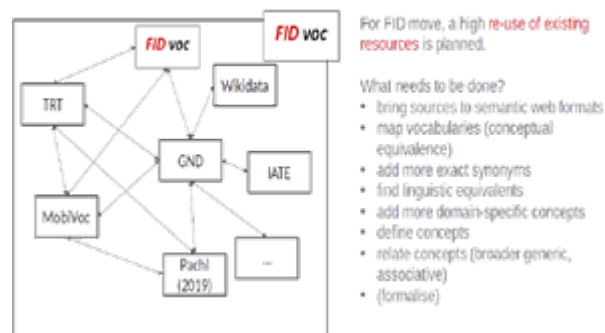 FID voc
FID voc
Wikidata
TRT
GND
IATE
MobiVoc
Pachl
(2019)
...
For FID move, a high re-use of existing
resources is planned.
What needs to be done?
• bring sources to semantic web formats
• map vocabularies (conceptual
equivalence)
• add more exact synonyms
• find linguistic equivalents
• add more domain-specific concepts
• define concepts
• relate concepts (broader generic,
associative)
• (formalise)